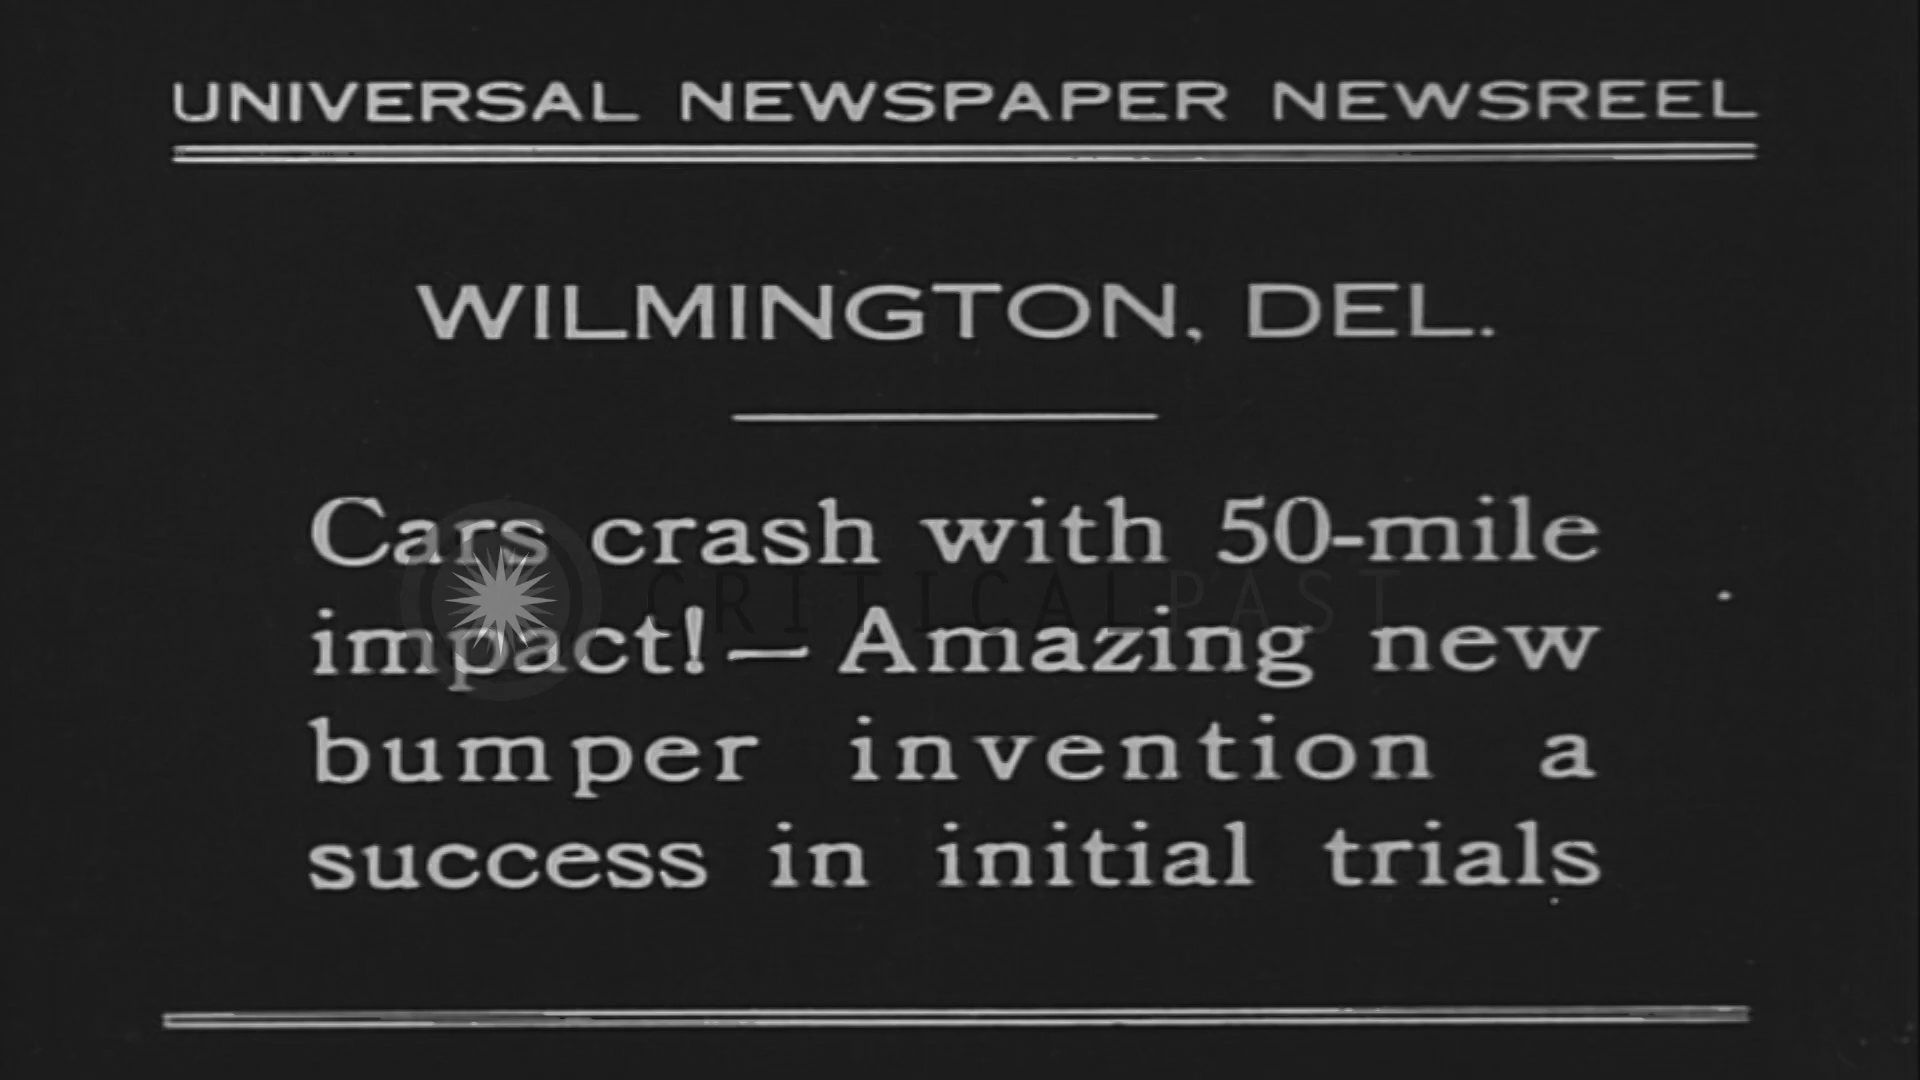 UNIVERSAL NEWSPAPER NEWSREEL
WILMINGTON, DEL.
Cars crash with 50-mile
CRITICALPAST
impact!— Amazing new
bumper invention a
success in initial trials